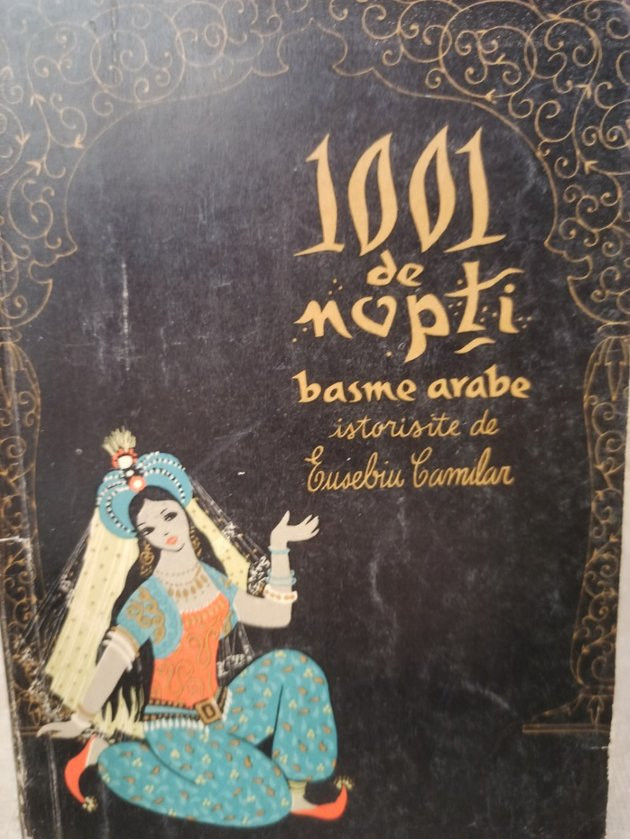 1001
de
nopți
basme arabe
istorisite de
Eusebiu Camilar